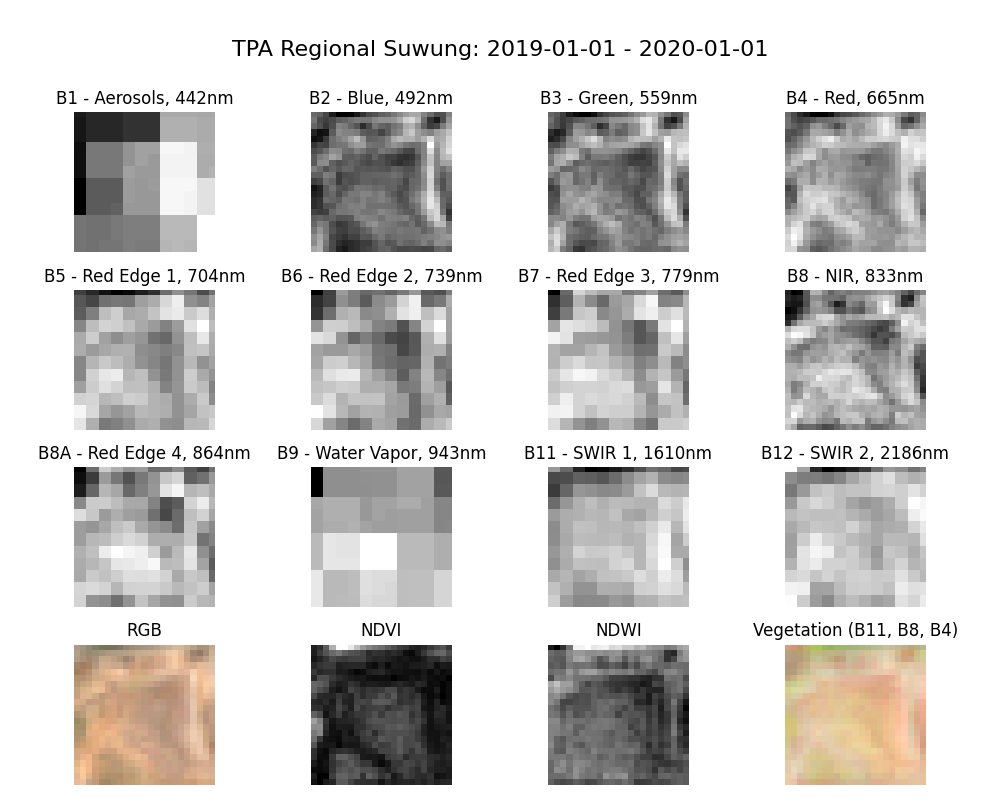 TPA Regional Suwung: 2019-01-01 - 2020-01-01
B1 - Aerosols, 442nm
B2 - Blue, 492nm
B3 - Green, 559nm
B4 - Red, 665nm
B5 - Red Edge 1, 704nm
B6 - Red Edge 2, 739nm
B7 - Red Edge 3, 779nm
B8 - NIR, 833nm
B8A - Red Edge 4, 864nm
B9 - Water Vapor, 943nm
B11 - SWIR 1, 1610nm
B12 - SWIR 2, 2186nm
RGB
NDVI
NDWI
Vegetation (B11, B8, B4)